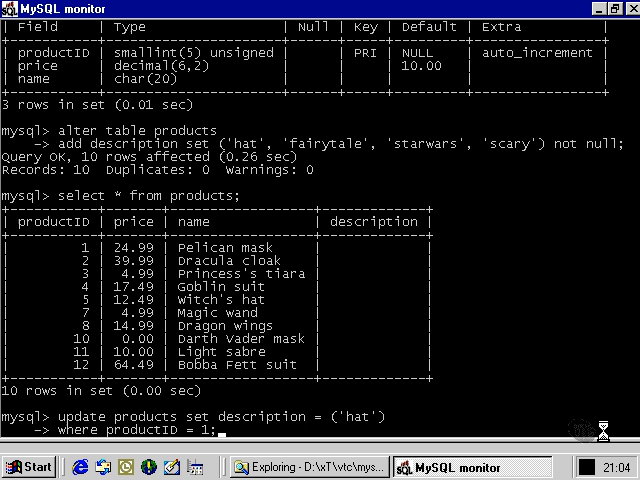 MySQL monitor
| Field | Type | Null | Key | Default | Extra |
| productID | smallint(5) unsigned | | PRI | NULL | auto_increment |
| price | decimal(6,2) | | | 10.00 | |
| name | char(20) | | | | |
3 rows in set (0.01 sec)
mysql> alter table products
-> add description set ('hat', 'fairytale', 'starwars', 'scary') not null;
Query OK, 10 rows affected (0.26 sec)
Records: 10 Duplicates: 0 Warnings: 0
mysql> select * from products;
| productID | price | name | description |
| 1 | 24.99 | Pelican mask | |
| 2 | 39.99 | Dracula cloak | |
| 3 | 4.99 | Princess's tiara | |
| 4 | 17.49 | Goblin suit | |
| 5 | 12.49 | Witch's hat | |
| 7 | 4.99 | Magic wand | |
| 8 | 14.99 | Dragon wings | |
| 10 | 0.00 | Darth Vader mask | |
| 11 | 10.00 | Light sabre | |
| 12 | 64.49 | Bobba Fett suit | |
10 rows in set (0.00 sec)
mysql> update products set description = ('hat')
-> where productID = 1;
Start
Exploring - D:\xT\vtc\mys...
MySQL monitor
21:04